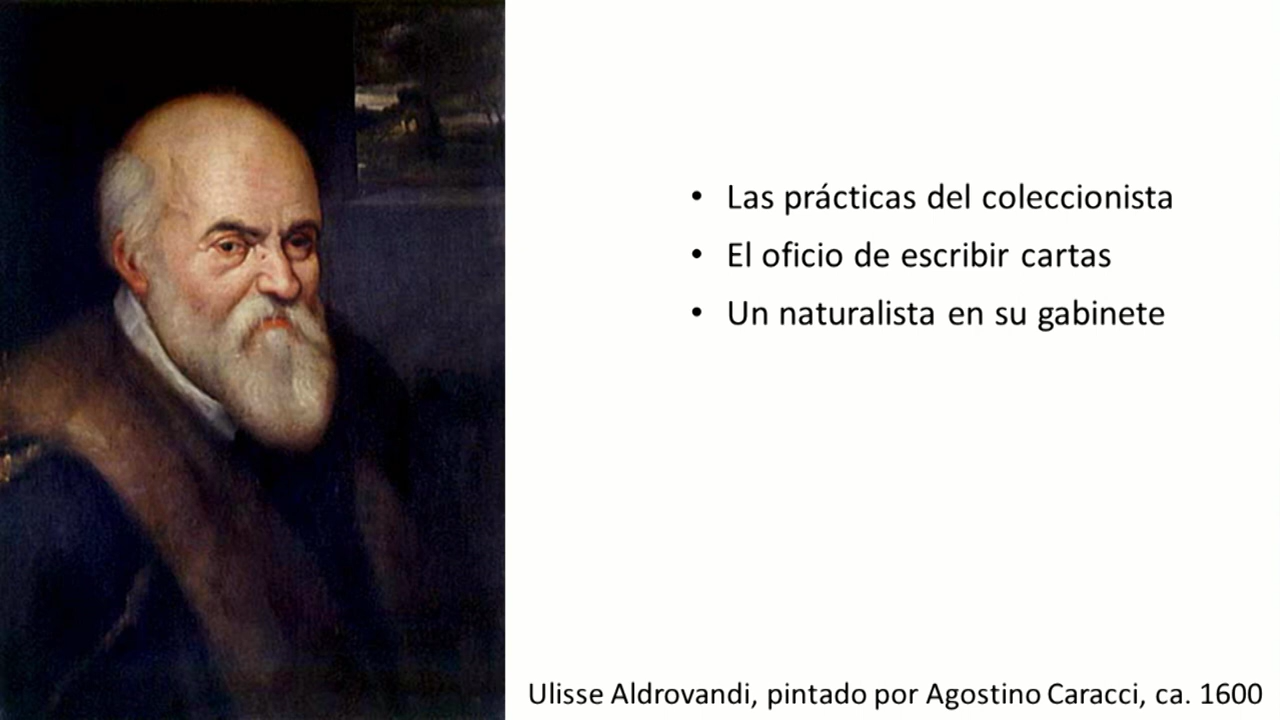 • Las prácticas del coleccionista
• El oficio de escribir cartas
• Un naturalista en su gabinete
Ulisse Aldrovandi, pintado por Agostino Caracci, ca. 1600